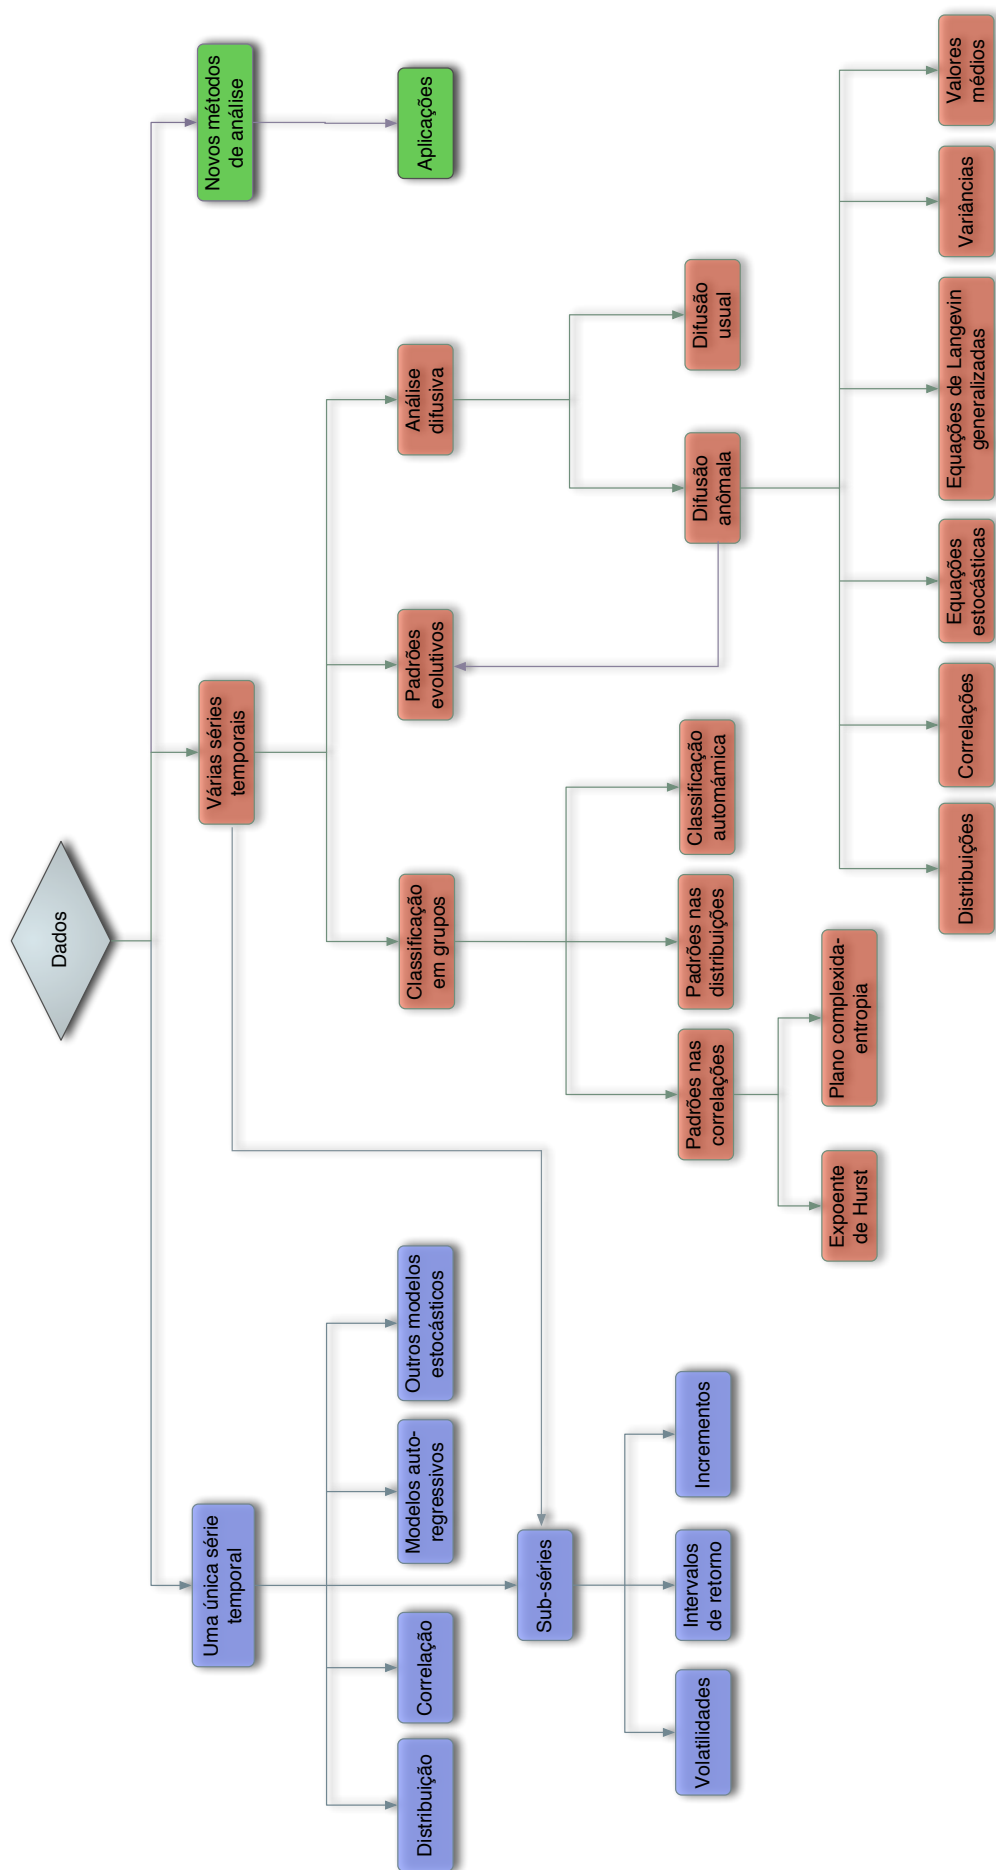 Dados
Uma única série
temporal
Várias séries
temporais
Novos métodos
de análise
Distribuição
Correlação
Modelos auto-
regressivos
Outros modelos
estocásticos
Classificação
em grupos
Padrões
evolutivos
Análise
difusiva
Aplicações
Sub-séries
Volatilidades
Intervalos
de retorno
Incrementos
Padrões nas
correlações
Padrões nas
distribuições
Classificação
automámica
Difusão
anômala
Difusão
usual
Expoente
de Hurst
Plano complexida-
entropia
Distribuições
Correlações
Equações
estocásticas
Equações de Langevin
generalizadas
Variâncias
Valores
médios